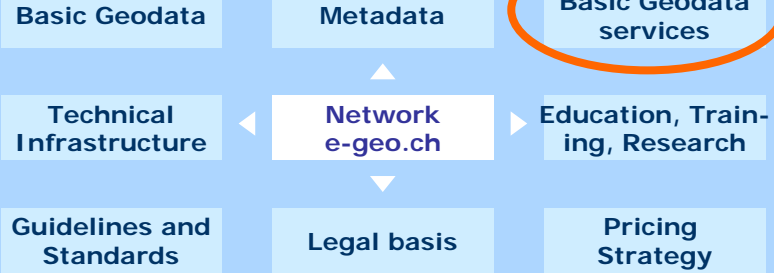 Basic Geodata
Metadata
Basic Geodata
services
Technical
Infrastructure
Network
e-geo.ch
Education, Train-
ing, Research
Guidelines and
Standards
Legal basis
Pricing
Strategy